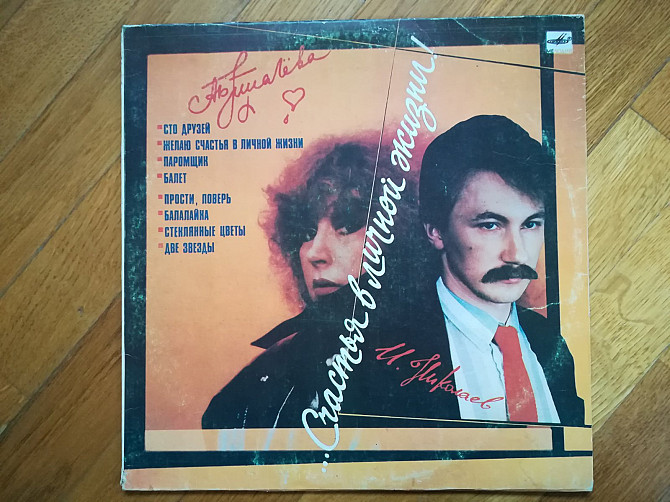 А. Пугачёва
СТО ДРУЗЕЙ
ЖЕЛАЮ СЧАСТЬЯ В ЛИЧНОЙ ЖИЗНИ
ПАРОМЩИК
БАЛЕТ
ПРОСТИ, ПОВЕРЬ
БАЛАЛАЙКА
СТЕКЛЯННЫЕ ЦВЕТЫ
ДВЕ ЗВЕЗДЫ
...Счастья в личной жизни!
И. Николаев